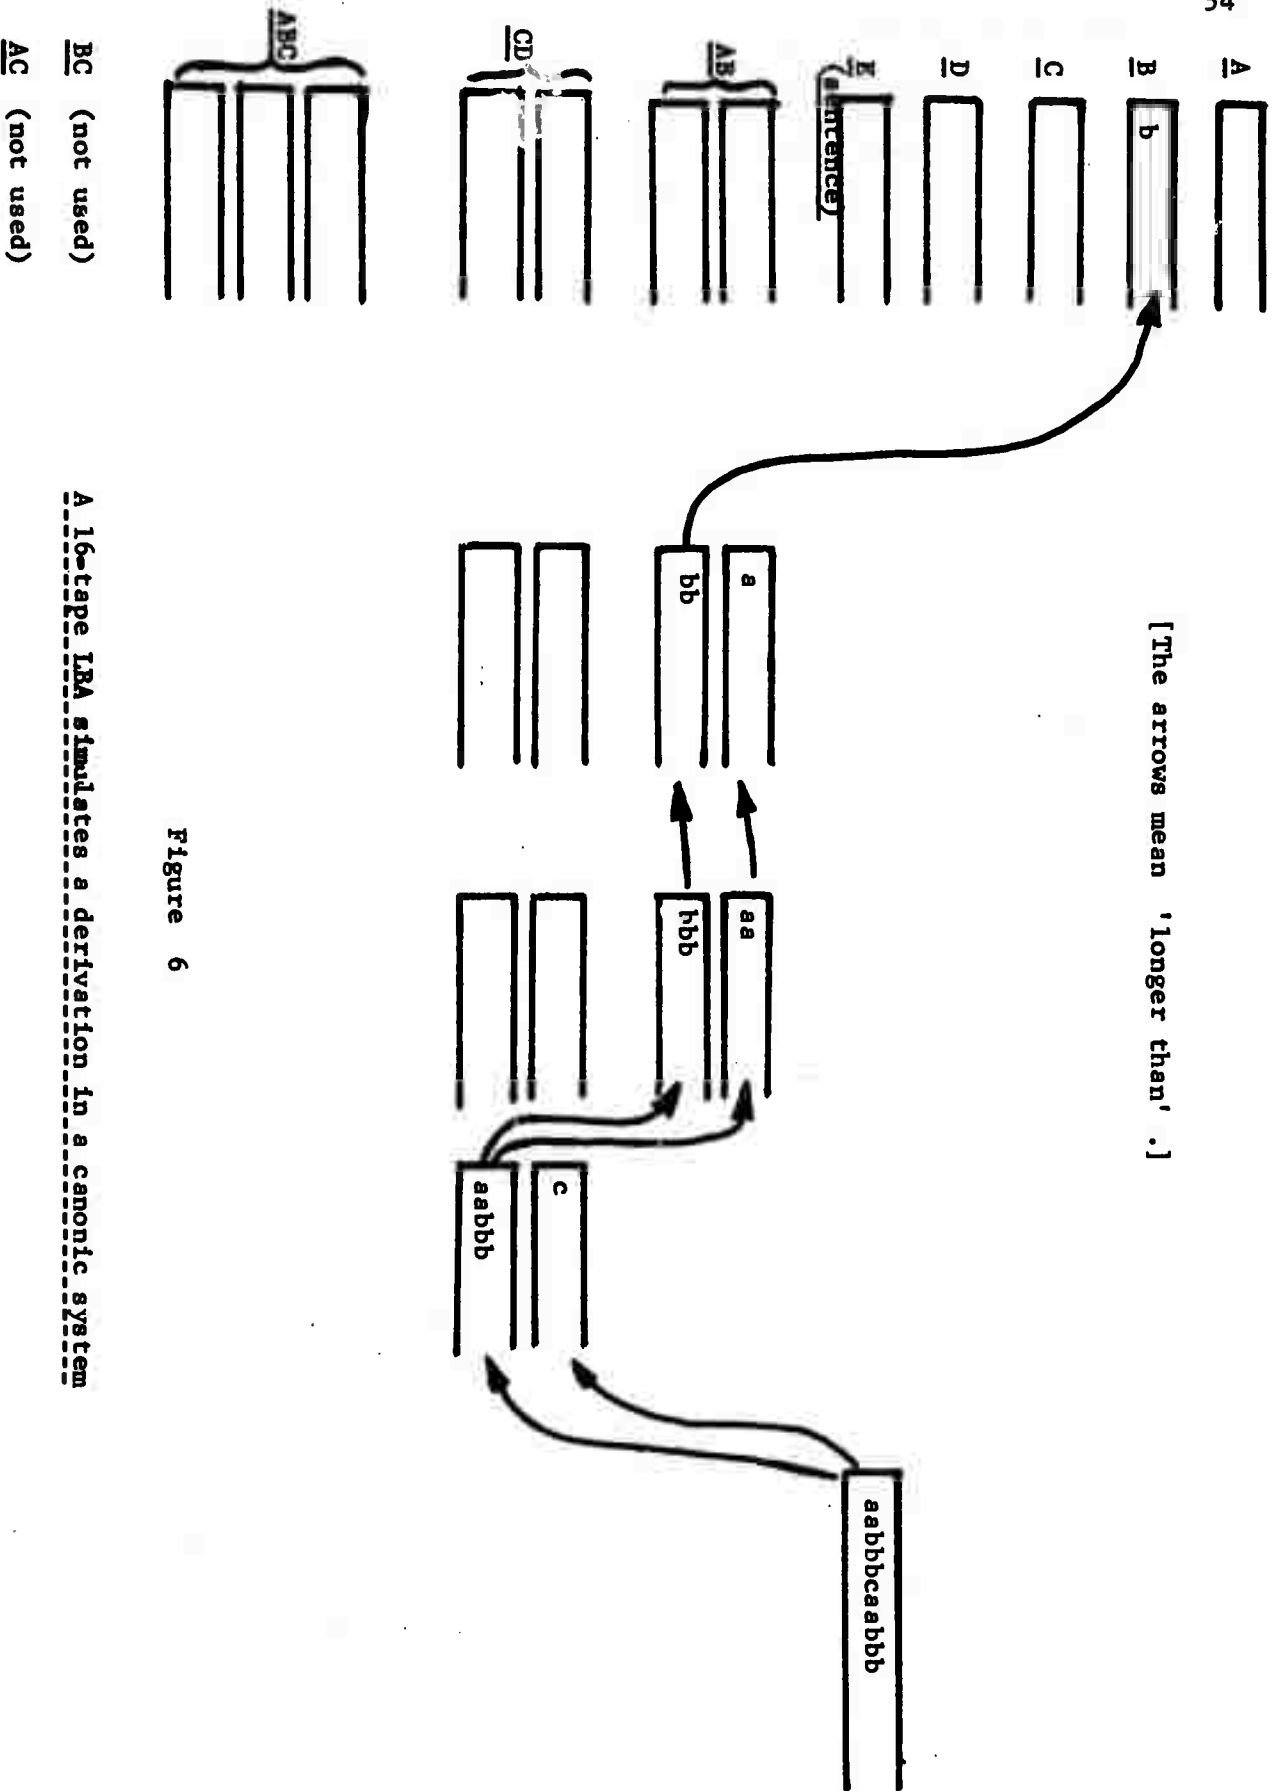 54
A
B
b
[The arrows mean 'longer than' .]
C
D
E
(sentence)
aabbbcaabbb
AB
a
aa
bb
bbb
CD
c
aabbb
ABC
Figure 6
BC (not used)
A 16-tape LBA simulates a derivation in a canonic system
AC (not used)